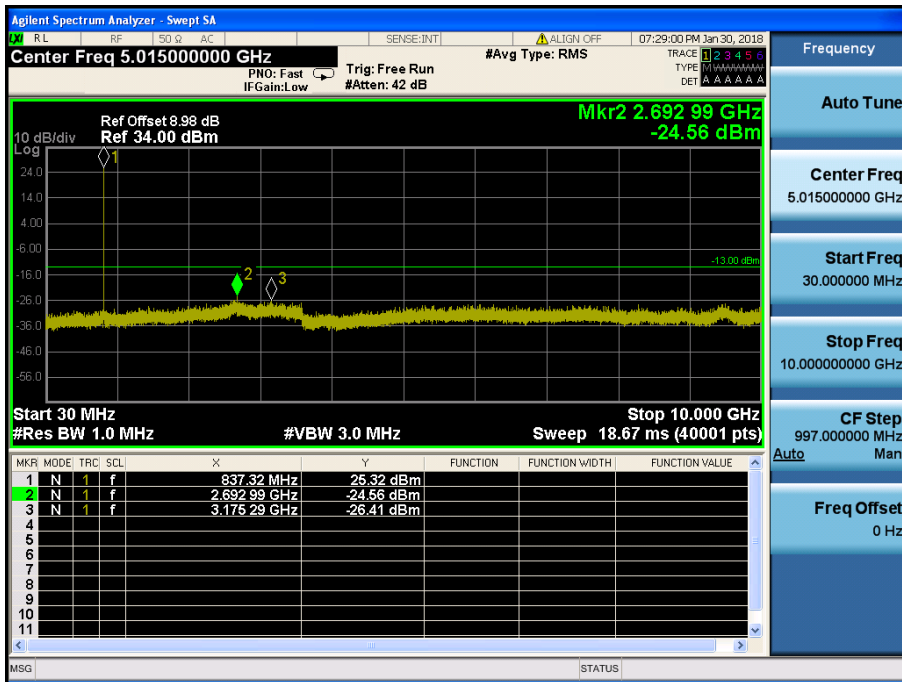 Agilent Spectrum Analyzer - Swept SA
LXI RL RF 50 Ω AC SENSE:INT ALIGN OFF 07:29:00 PM Jan 30, 2018
Center Freq 5.015000000 GHz #Avg Type: RMS TRACE 1 2 3 4 5 6
PNO: Fast Trig: Free Run TYPE M WWWWW
IFGain:Low #Atten: 42 dB DET A A A A A A
Mkr2 2.692 99 GHz
-24.56 dBm
Ref Offset 8.98 dB
10 dB/div Ref 34.00 dBm
Log
1
24.0
14.0
4.00
-6.00
-13.00 dBm
-16.0
2
3
-26.0
-36.0
-46.0
-56.0
Start 30 MHz Stop 10.000 GHz
#Res BW 1.0 MHz #VBW 3.0 MHz Sweep 18.67 ms (40001 pts)
MKR MODE TRC SCL X Y FUNCTION FUNCTION WIDTH FUNCTION VALUE
1 N 1 f 837.32 MHz 25.32 dBm
2 N 1 f 2.692 99 GHz -24.56 dBm
3 N 1 f 3.175 29 GHz -26.41 dBm
4
5
6
7
8
9
10
11
MSG STATUS
Frequency
Auto Tune
Center Freq
5.015000000 GHz
Start Freq
30.000000 MHz
Stop Freq
10.000000000 GHz
CF Step
997.000000 MHz
Auto Man
Freq Offset
0 Hz